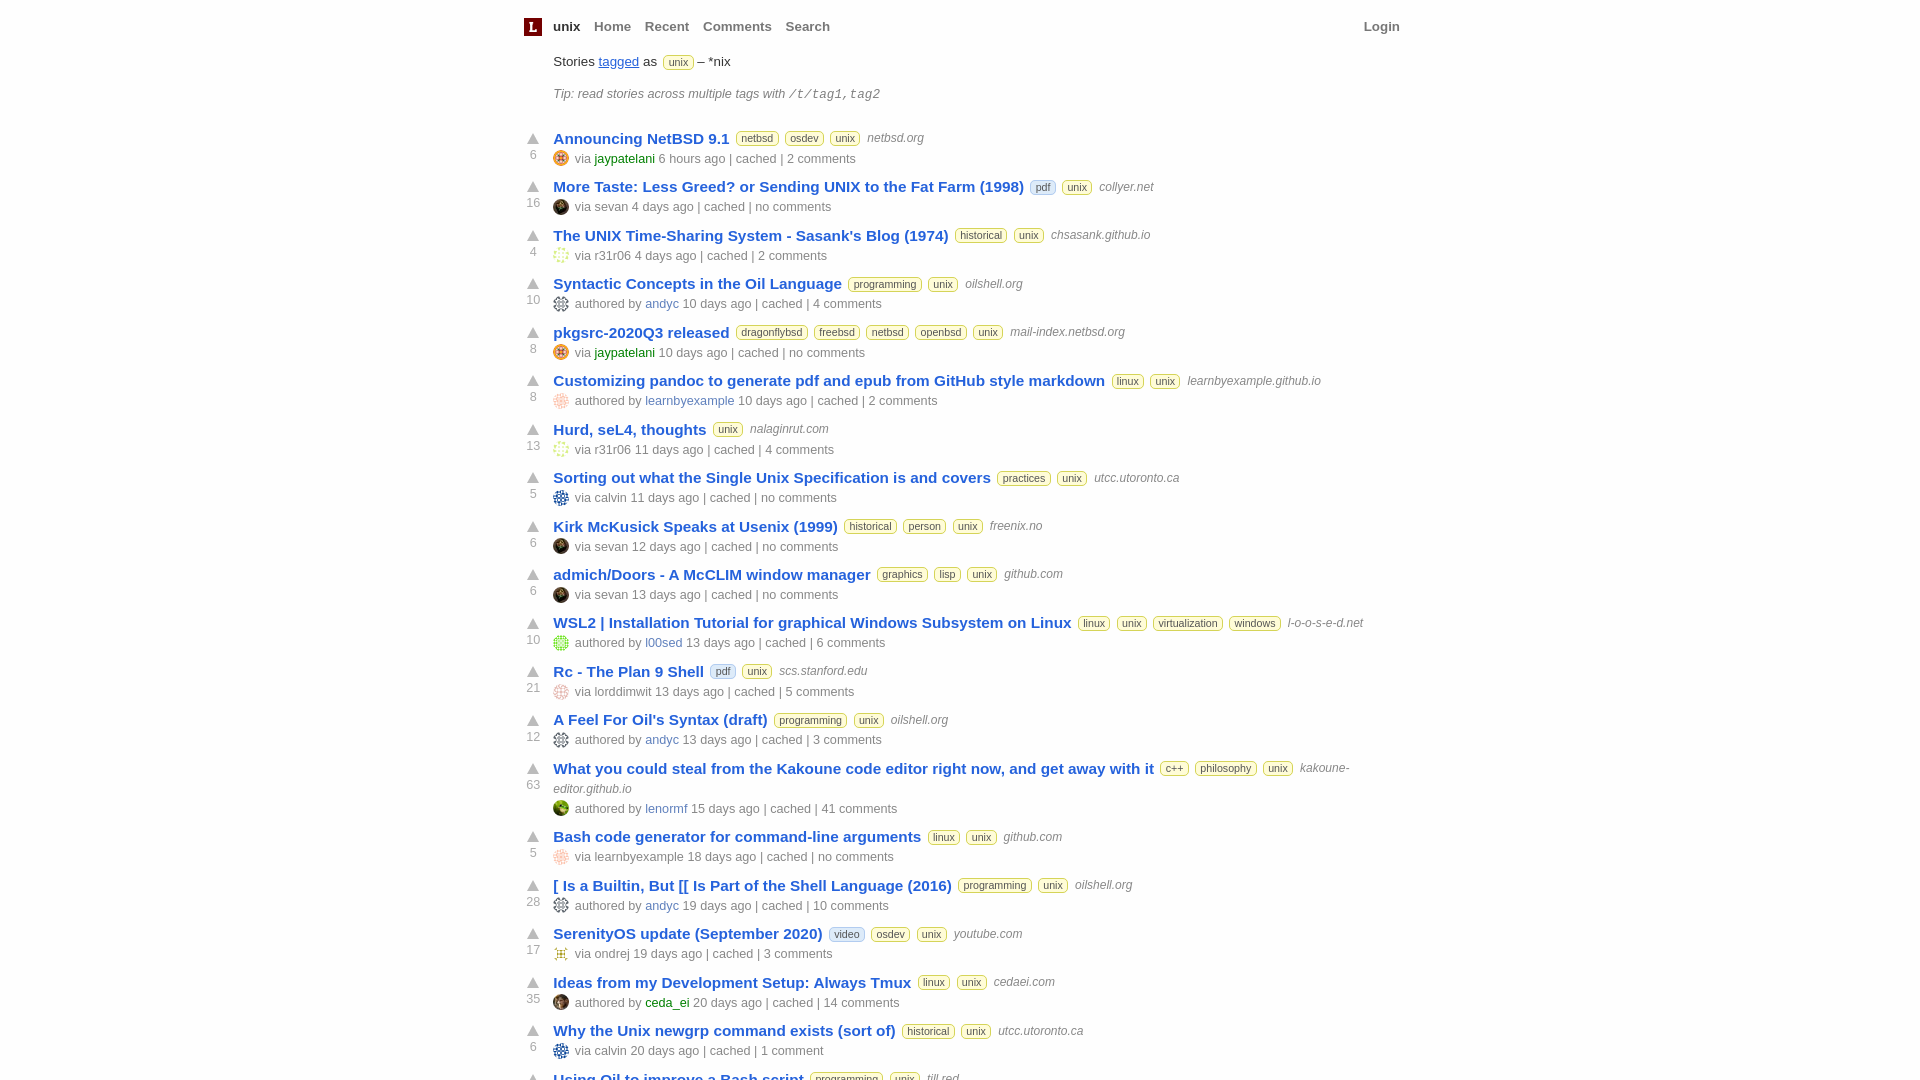 L unix Home Recent Comments Search Login
Stories tagged as unix – *nix
Tip: read stories across multiple tags with /t/tag1,tag2
Announcing NetBSD 9.1 netbsd osdev unix netbsd.org
6 via jaypatelani 6 hours ago | cached | 2 comments
More Taste: Less Greed? or Sending UNIX to the Fat Farm (1998) pdf unix collyer.net
16 via sevan 4 days ago | cached | no comments
The UNIX Time-Sharing System - Sasank's Blog (1974) historical unix chsasank.github.io
4 via r31r06 4 days ago | cached | 2 comments
Syntactic Concepts in the Oil Language programming unix oilshell.org
10 authored by andyc 10 days ago | cached | 4 comments
pkgsrc-2020Q3 released dragonflybsd freebsd netbsd openbsd unix mail-index.netbsd.org
8 via jaypatelani 10 days ago | cached | no comments
Customizing pandoc to generate pdf and epub from GitHub style markdown linux unix learnbyexample.github.io
8 authored by learnbyexample 10 days ago | cached | 2 comments
Hurd, seL4, thoughts unix nalaginrut.com
13 via r31r06 11 days ago | cached | 4 comments
Sorting out what the Single Unix Specification is and covers practices unix utcc.utoronto.ca
5 via calvin 11 days ago | cached | no comments
Kirk McKusick Speaks at Usenix (1999) historical person unix freenix.no
6 via sevan 12 days ago | cached | no comments
admich/Doors - A McCLIM window manager graphics lisp unix github.com
6 via sevan 13 days ago | cached | no comments
WSL2 | Installation Tutorial for graphical Windows Subsystem on Linux linux unix virtualization windows l-o-o-s-e-d.net
10 authored by l00sed 13 days ago | cached | 6 comments
Rc - The Plan 9 Shell pdf unix scs.stanford.edu
21 via lorddimwit 13 days ago | cached | 5 comments
A Feel For Oil's Syntax (draft) programming unix oilshell.org
12 authored by andyc 13 days ago | cached | 3 comments
What you could steal from the Kakoune code editor right now, and get away with it c++ philosophy unix kakoune-
63 editor.github.io
authored by lenormf 15 days ago | cached | 41 comments
Bash code generator for command-line arguments linux unix github.com
5 via learnbyexample 18 days ago | cached | no comments
[ Is a Builtin, But [[ Is Part of the Shell Language (2016) programming unix oilshell.org
28 authored by andyc 19 days ago | cached | 10 comments
SerenityOS update (September 2020) video osdev unix youtube.com
17 via ondrej 19 days ago | cached | 3 comments
Ideas from my Development Setup: Always Tmux linux unix cedaei.com
35 authored by ceda_ei 20 days ago | cached | 14 comments
Why the Unix newgrp command exists (sort of) historical unix utcc.utoronto.ca
6 via calvin 20 days ago | cached | 1 comment
Using Oil to improve a Bash script programming unix till.red